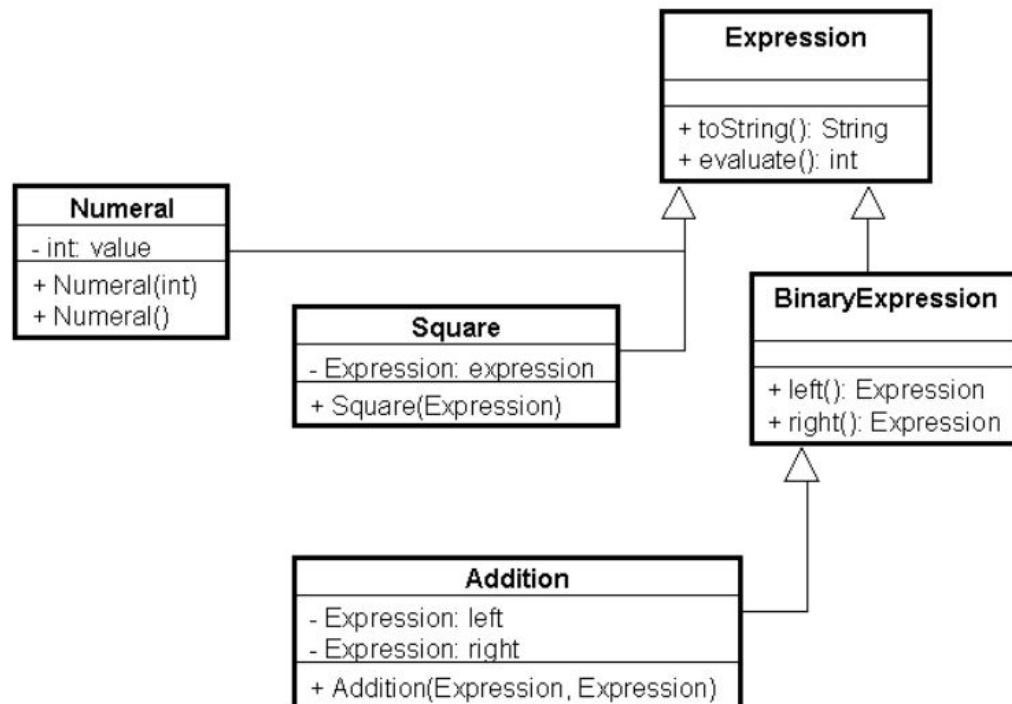 Expression
+ toString(): String
+ evaluate(): int
Numeral
- int: value
+ Numeral(int)
+ Numeral()
Square
- Expression: expression
+ Square(Expression)
BinaryExpression
+ left(): Expression
+ right(): Expression
Addition
- Expression: left
- Expression: right
+ Addition(Expression, Expression)